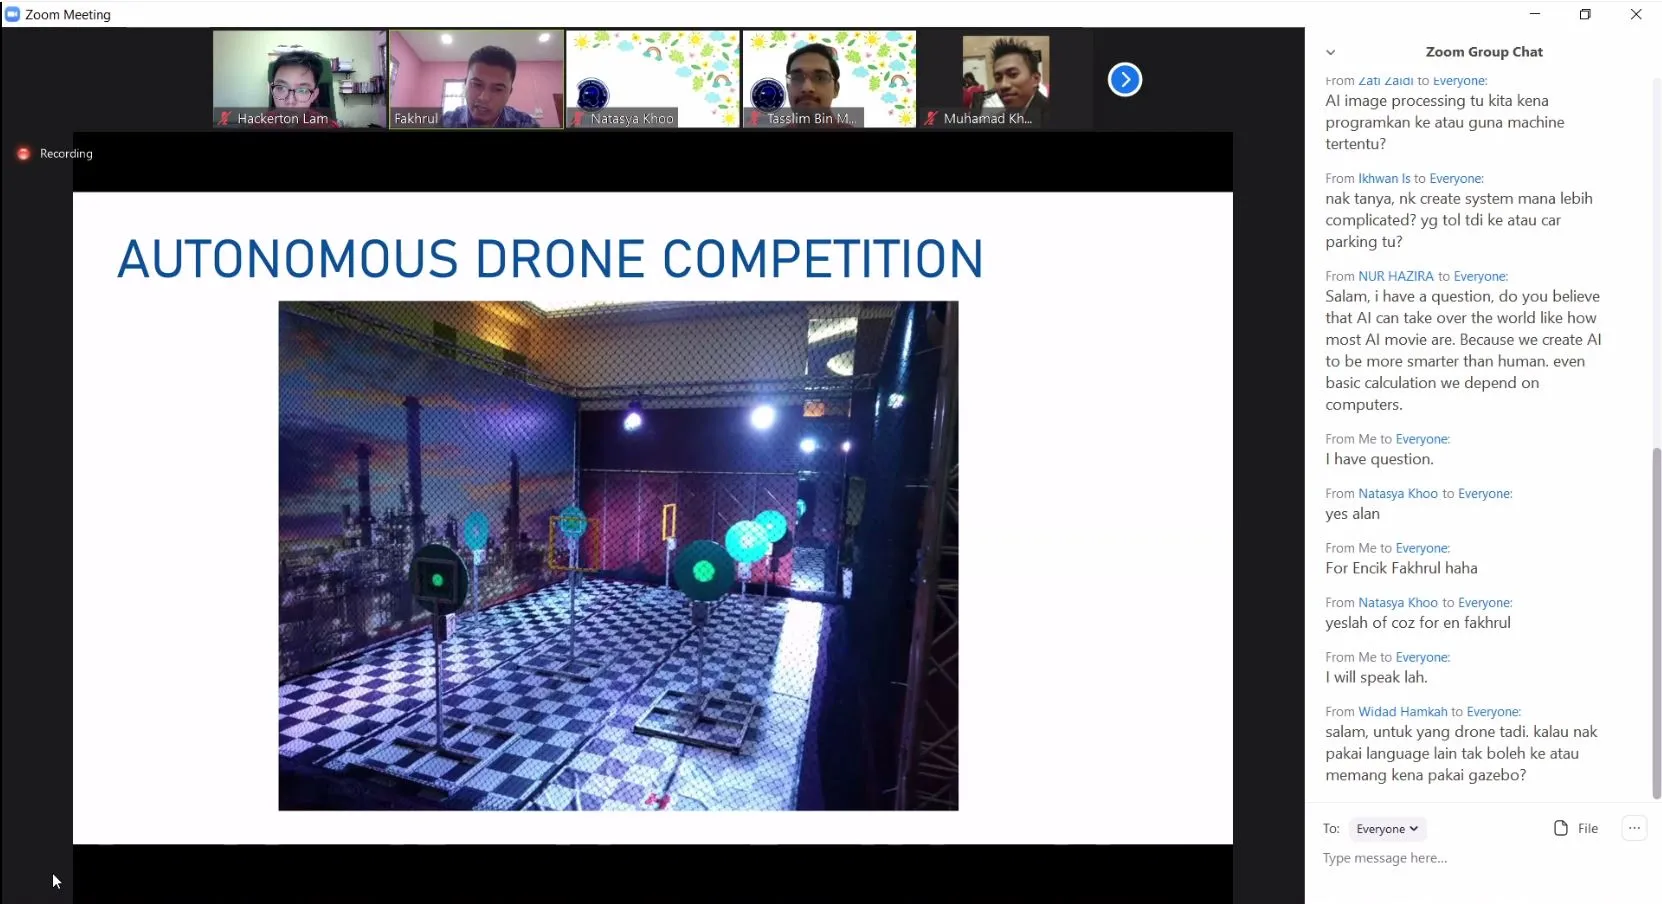 Zoom Meeting
Hackerton Lam
Fakhrul
Natasya Khoo
Tasslim Bin M...
Muhamad Kh...
Recording
AUTONOMOUS DRONE COMPETITION
Zoom Group Chat
From Zati Zaidi to Everyone:
AI image processing tu kita kena
programkan ke atau guna machine
tertentu?
From Ikhwan Is to Everyone:
nak tanya, nk create system mana lebih
complicated? yg tol tdi ke atau car
parking tu?
From NUR HAZIRA to Everyone:
Salam, i have a question, do you believe
that AI can take over the world like how
most AI movie are. Because we create AI
to be more smarter than human. even
basic calculation we depend on
computers.
From Me to Everyone:
I have question.
From Natasya Khoo to Everyone:
yes alan
From Me to Everyone:
For Encik Fakhrul haha
From Natasya Khoo to Everyone:
yeslah of coz for en fakhrul
From Me to Everyone:
I will speak lah.
From Widad Hamkah to Everyone:
salam, untuk yang drone tadi. kalau nak
pakai language lain tak boleh ke atau
memang kena pakai gazebo?
To: Everyone
File
Type message here...